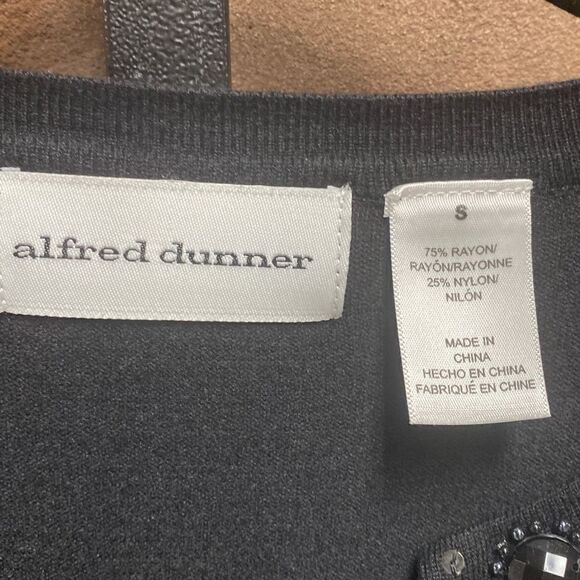 alfred dunner
S
75% RAYON/
RAYÓN/RAYONNE
25% NYLON/
NILÓN
MADE IN
CHINA
HECHO EN CHINA
FABRIQUÉ EN CHINE